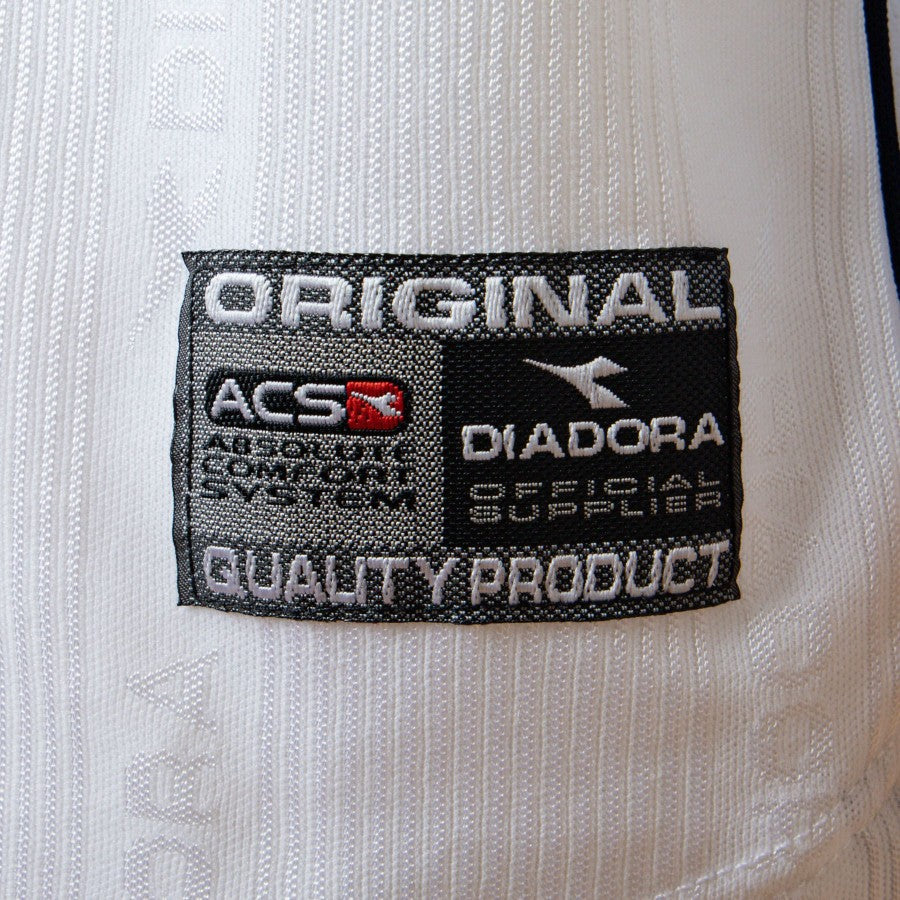 ORIGINAL
ACS
ABSOLUTE
COMFORT
SYSTEM
DIADORA
OFFICIAL
SUPPLIER
QUALITY PRODUCT